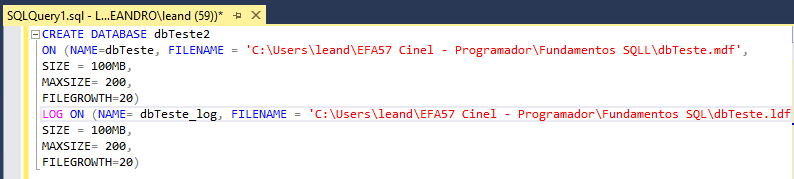 SQLQuery1.sql - L...EANDRO\leand (59))*
CREATE DATABASE dbTeste2
ON (NAME=dbTeste, FILENAME = 'C:\Users\leand\EFA57 Cinel - Programador\Fundamentos SQLL\dbTeste.mdf',
SIZE = 100MB,
MAXSIZE= 200,
FILEGROWTH=20)
LOG ON (NAME= dbTeste_log, FILENAME = 'C:\Users\leand\EFA57 Cinel - Programador\Fundamentos SQL\dbTeste.ldf
SIZE = 100MB,
MAXSIZE= 200,
FILEGROWTH=20)